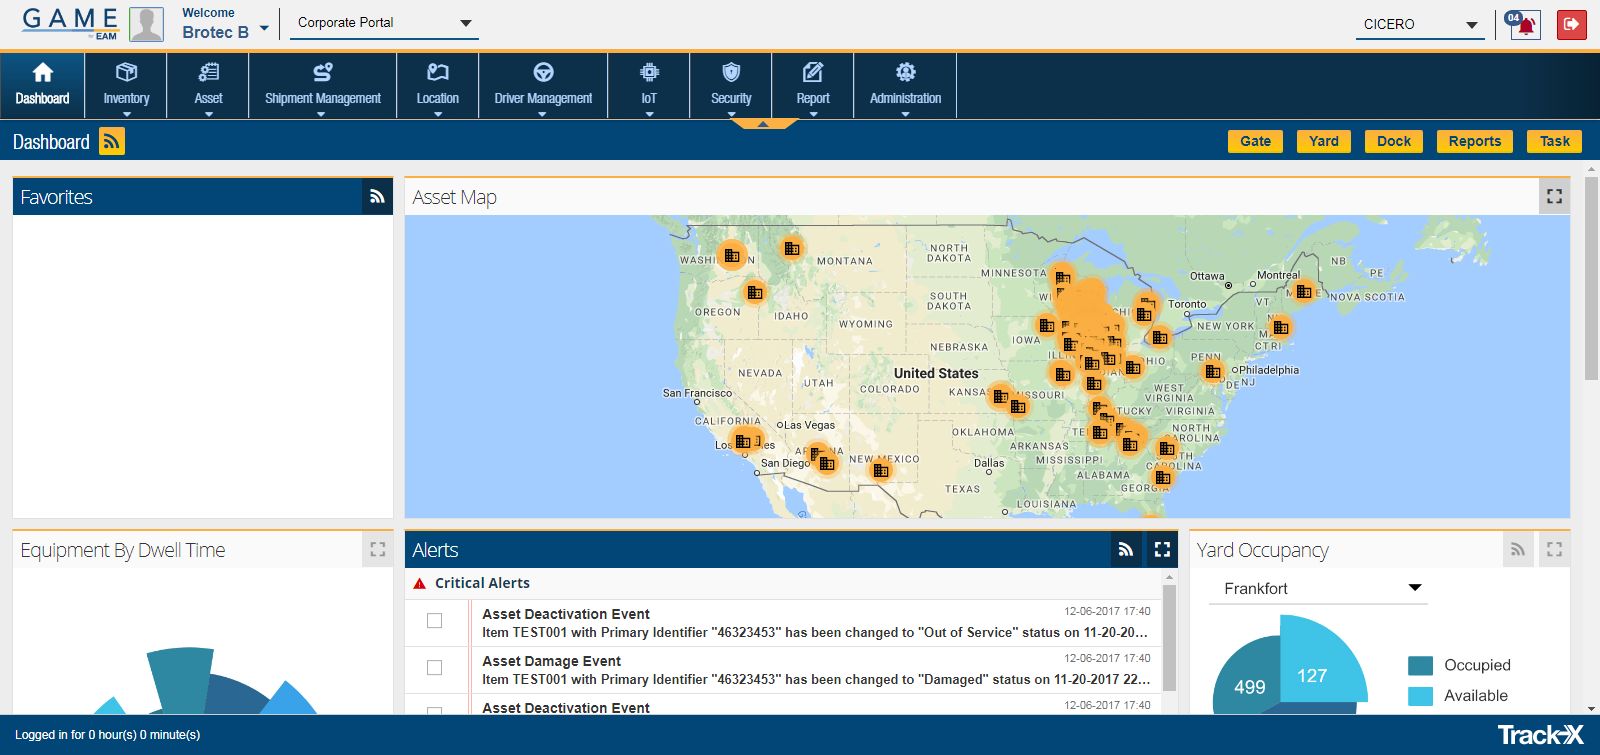 GAME
by EAM
Welcome
Brotec B
Corporate Portal
CICERO
04
Dashboard
Inventory
Asset
Shipment Management
Location
Driver Management
IoT
Security
Report
Administration
Dashboard
Gate
Yard
Dock
Reports
Task
Favorites
Asset Map
NORTH DAKOTA
MONTANA
MINNESOTA
Ottawa
Montreal
NB
PE
NOVA SCOTIA
SOUTH DAKOTA
OREGON
IDAHO
WYOMING
Toronto
VT
NEW YORK
CTRI
IOWA
NEBRASKA
PENN
Philadelphia
DE
NJ
United States
NEVADA
UTAH
COLORADO
WEST VIRGINIA
VIRGINIA
San Francisco
CALIFORNIA
Las Vegas
San Diego
NEW MEXICO
OKLAHOMA
ARKANSAS
NORTH
MISSISSIPPI
CAROLINA
Dallas
ALABAMA
TEXAS
LOUISIANA
Equipment By Dwell Time
Alerts
Critical Alerts
Asset Deactivation Event
12-06-2017 17:40
Item TEST001 with Primary Identifier "46323453" has been changed to "Out of Service" status on 11-20-20...
Asset Damage Event
12-06-2017 17:40
Item TEST001 with Primary Identifier "46323453" has been changed to "Damaged" status on 11-20-2017 22...
Asset Deactivation Event
12-06-2017 17:40
Yard Occupancy
Frankfort
499
127
Occupied
Available
Logged in for 0 hour(s) 0 minute(s)
Track-X